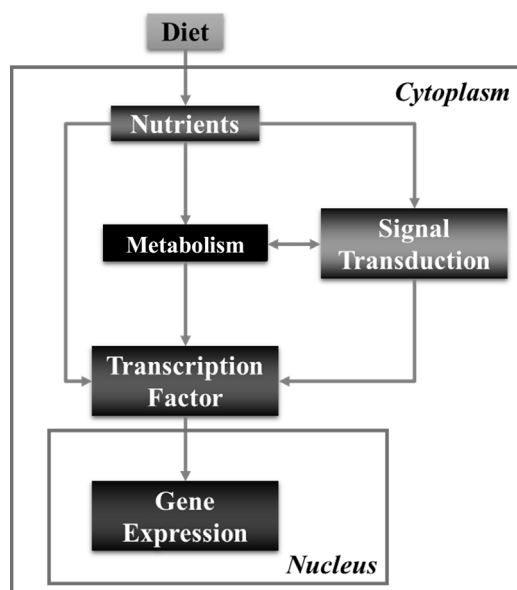 Diet
Cytoplasm
Nutrients
Metabolism
Signal
Transduction
Transcription
Factor
Gene
Expression
Nucleus